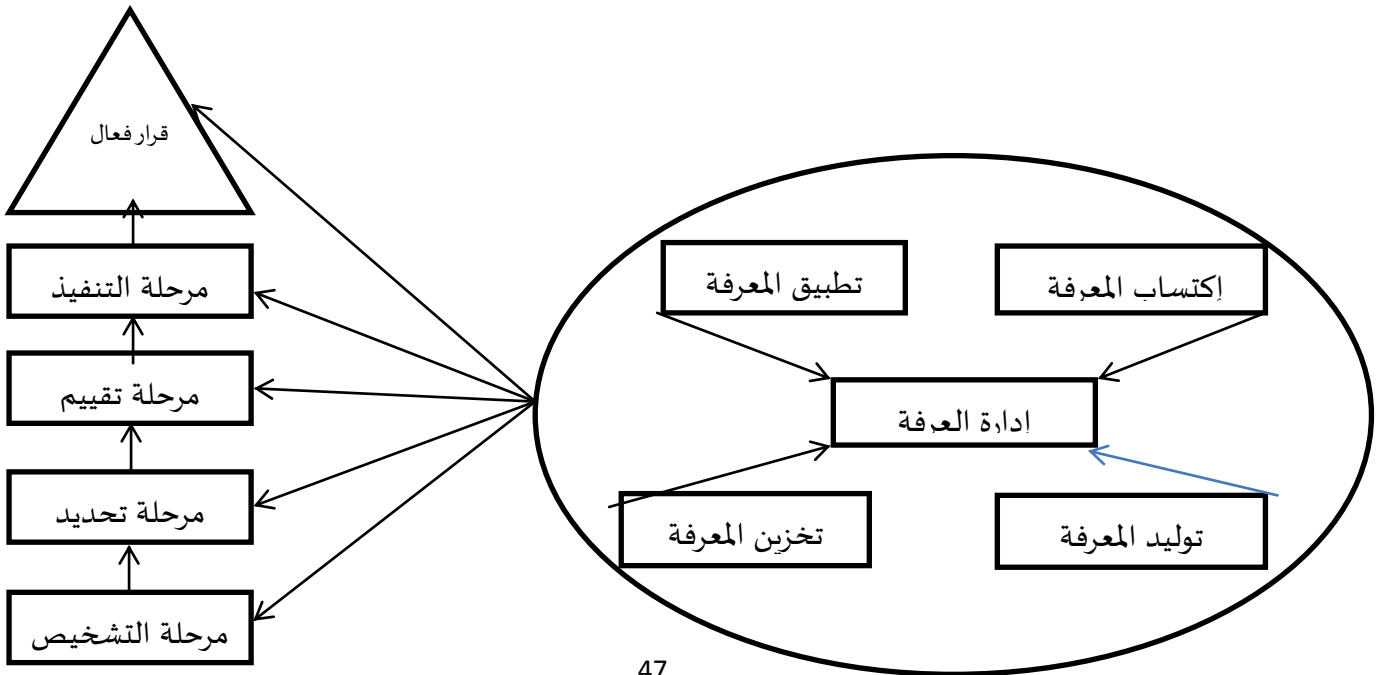 قرار فعال
مرحلة التنفيذ
مرحلة تقييم
مرحلة تحديد
مرحلة التشخيص
إكتساب المعرفة
تطبيق المعرفة
إدارة العرفة
توليد المعرفة
تخزين المعرفة
47